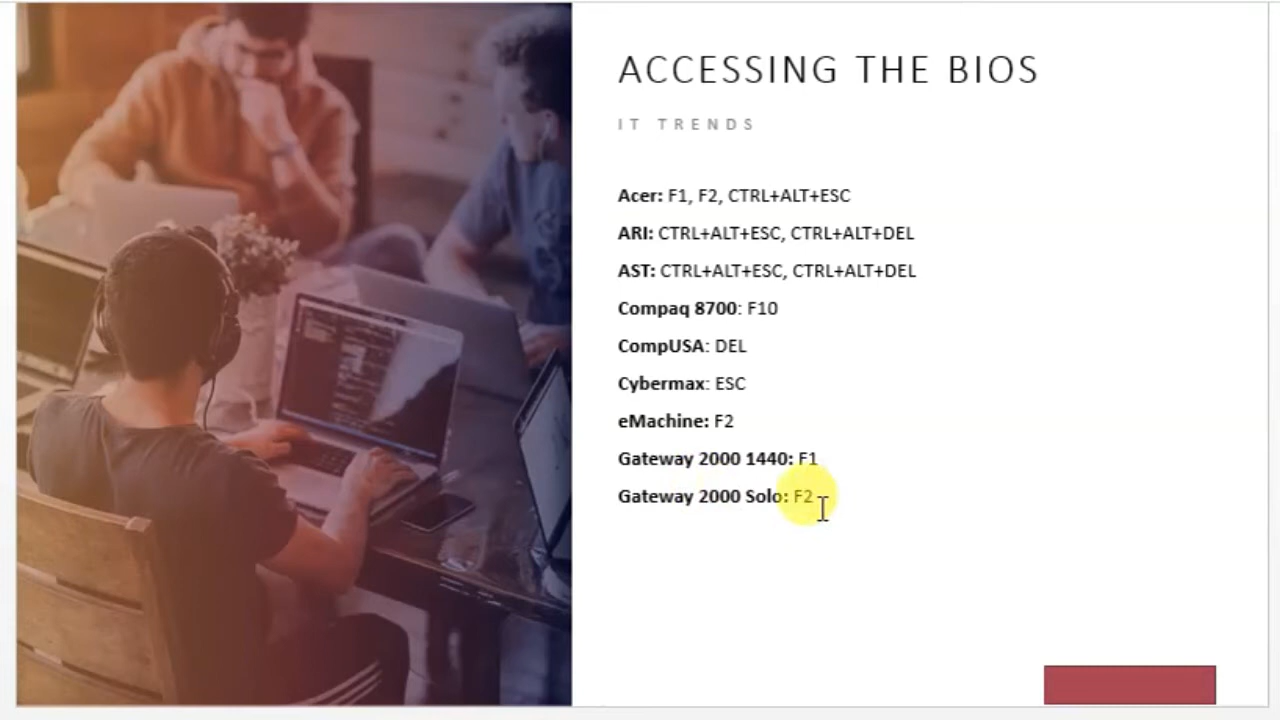 ACCESSING THE BIOS
IT TRENDS
Acer: F1, F2, CTRL+ALT+ESC
ARI: CTRL+ALT+ESC, CTRL+ALT+DEL
AST: CTRL+ALT+ESC, CTRL+ALT+DEL
Compaq 8700: F10
CompUSA: DEL
Cybermax: ESC
eMachine: F2
Gateway 2000 1440: F1
Gateway 2000 Solo: F2